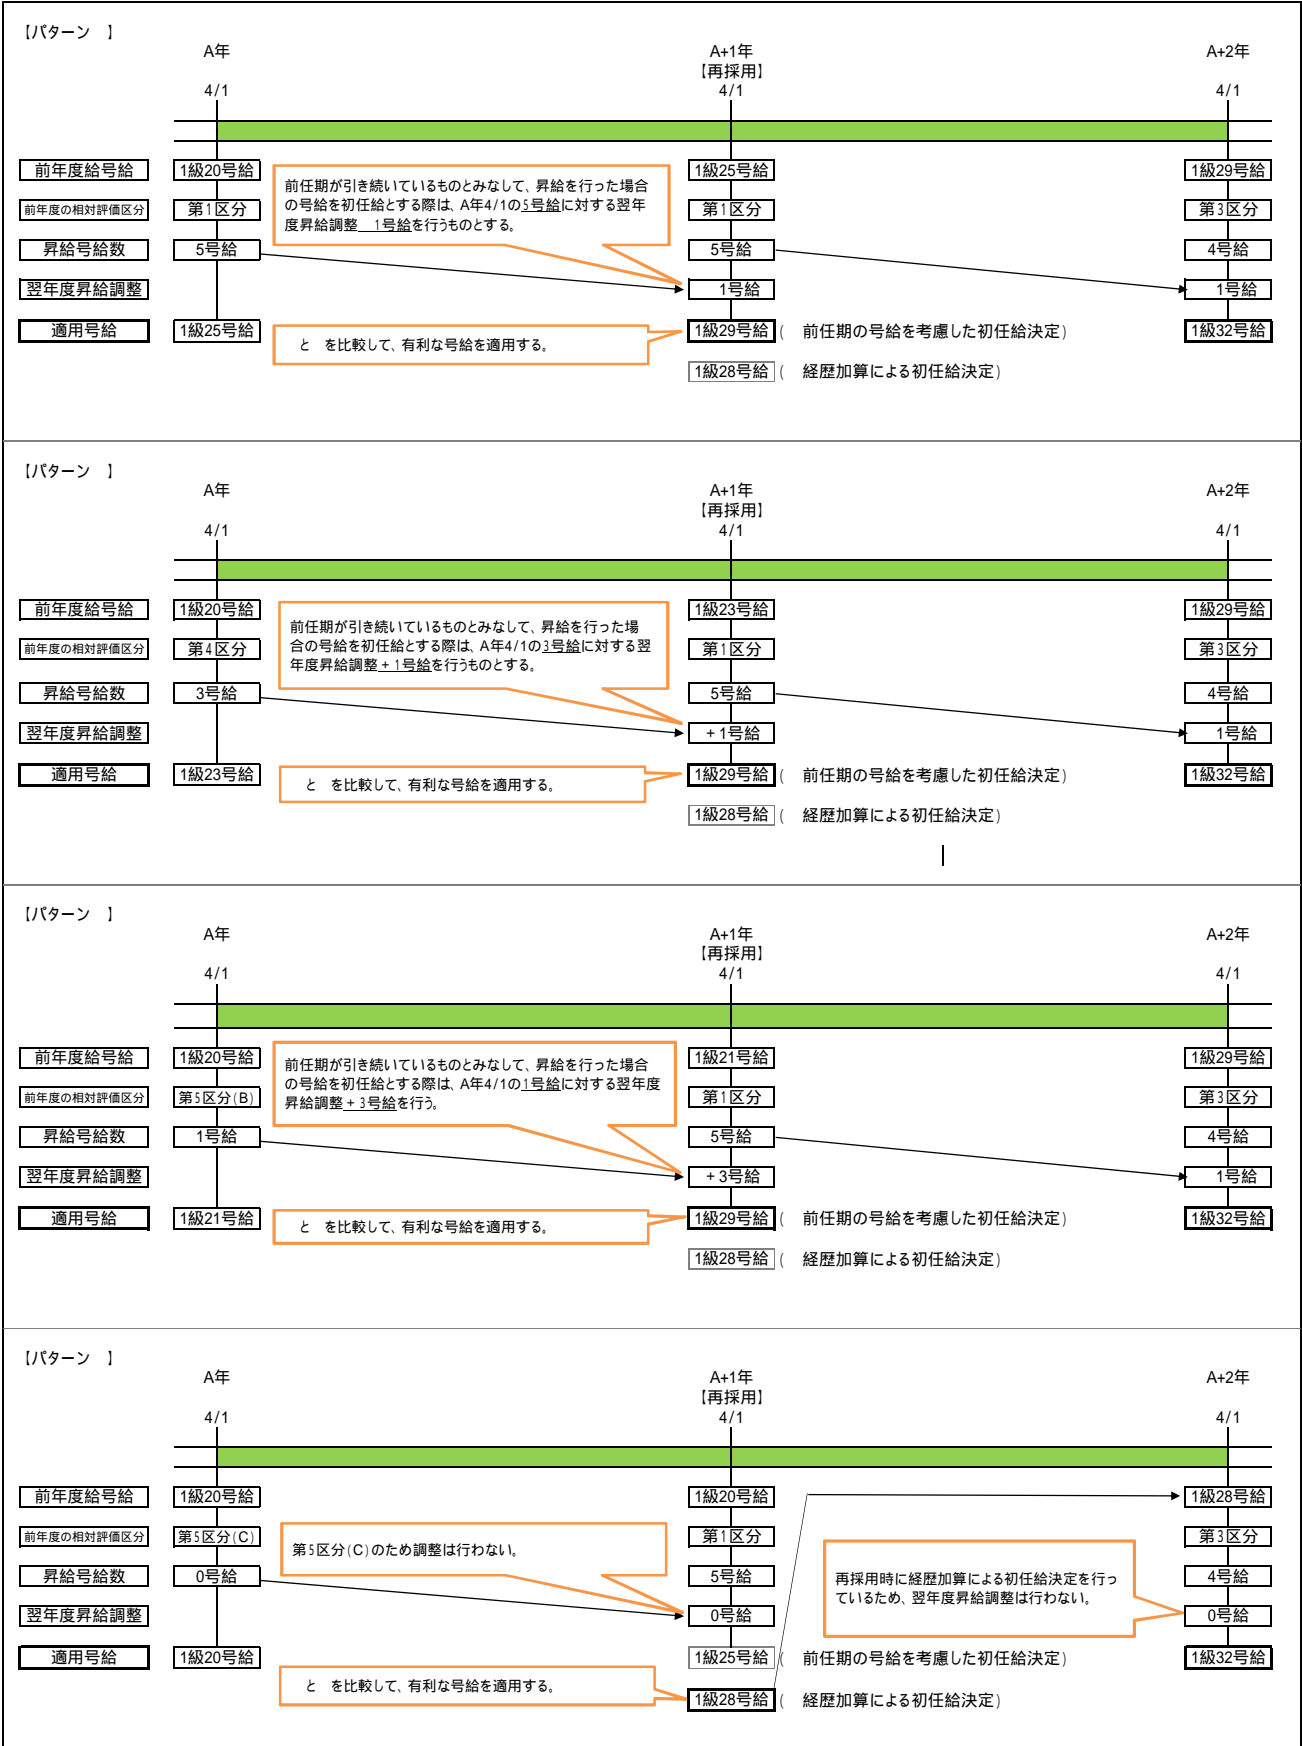 【パターン　】
A年　A+1年　A+2年
【再採用】
4/1　4/1　4/1
前年度給号給　1級20号給　1級25号給　1級29号給
前年度の相対評価区分　第1区分　第1区分　第3区分
昇給号給数　5号給　5号給　4号給
翌年度昇給調整　1号給　1号給
適用号給　1級25号給　1級29号給 (　前任期の号給を考慮した初任給決定)　1級32号給
1級28号給 (　経歴加算による初任給決定)
前任期が引き続いているものとみなして、昇給を行った場合
の号給を初任給とする際は、A年4/1の5号給に対する翌年
度昇給調整　1号給を行うものとする。
と　を比較して、有利な号給を適用する。
【パターン　】
A年　A+1年　A+2年
【再採用】
4/1　4/1　4/1
前年度給号給　1級20号給　1級23号給　1級29号給
前年度の相対評価区分　第4区分　第1区分　第3区分
昇給号給数　3号給　5号給　4号給
翌年度昇給調整　+1号給　1号給
適用号給　1級23号給　1級29号給 (　前任期の号給を考慮した初任給決定)　1級32号給
1級28号給 (　経歴加算による初任給決定)
前任期が引き続いているものとみなして、昇給を行った場
合の号給を初任給とする際は、A年4/1の3号給に対する翌
年度昇給調整+1号給を行うものとする。
と　を比較して、有利な号給を適用する。
【パターン　】
A年　A+1年　A+2年
【再採用】
4/1　4/1　4/1
前年度給号給　1級20号給　1級21号給　1級29号給
前年度の相対評価区分　第5区分(B)　第1区分　第3区分
昇給号給数　1号給　5号給　4号給
翌年度昇給調整　+3号給　1号給
適用号給　1級21号給　1級29号給 (　前任期の号給を考慮した初任給決定)　1級32号給
1級28号給 (　経歴加算による初任給決定)
前任期が引き続いているものとみなして、昇給を行った場合
の号給を初任給とする際は、A年4/1の1号給に対する翌年度
昇給調整+3号給を行う。
と　を比較して、有利な号給を適用する。
【パターン　】
A年　A+1年　A+2年
【再採用】
4/1　4/1　4/1
前年度給号給　1級20号給　1級20号給　1級28号給
前年度の相対評価区分　第5区分(C)　第1区分　第3区分
昇給号給数　0号給　5号給　4号給
翌年度昇給調整　0号給　0号給
適用号給　1級20号給　1級25号給 (　前任期の号給を考慮した初任給決定)　1級32号給
1級28号給 (　経歴加算による初任給決定)
第5区分(C)のため調整は行わない。
再採用時に経歴加算による初任給決定を行っ
ているため、翌年度昇給調整は行わない。
と　を比較して、有利な号給を適用する。